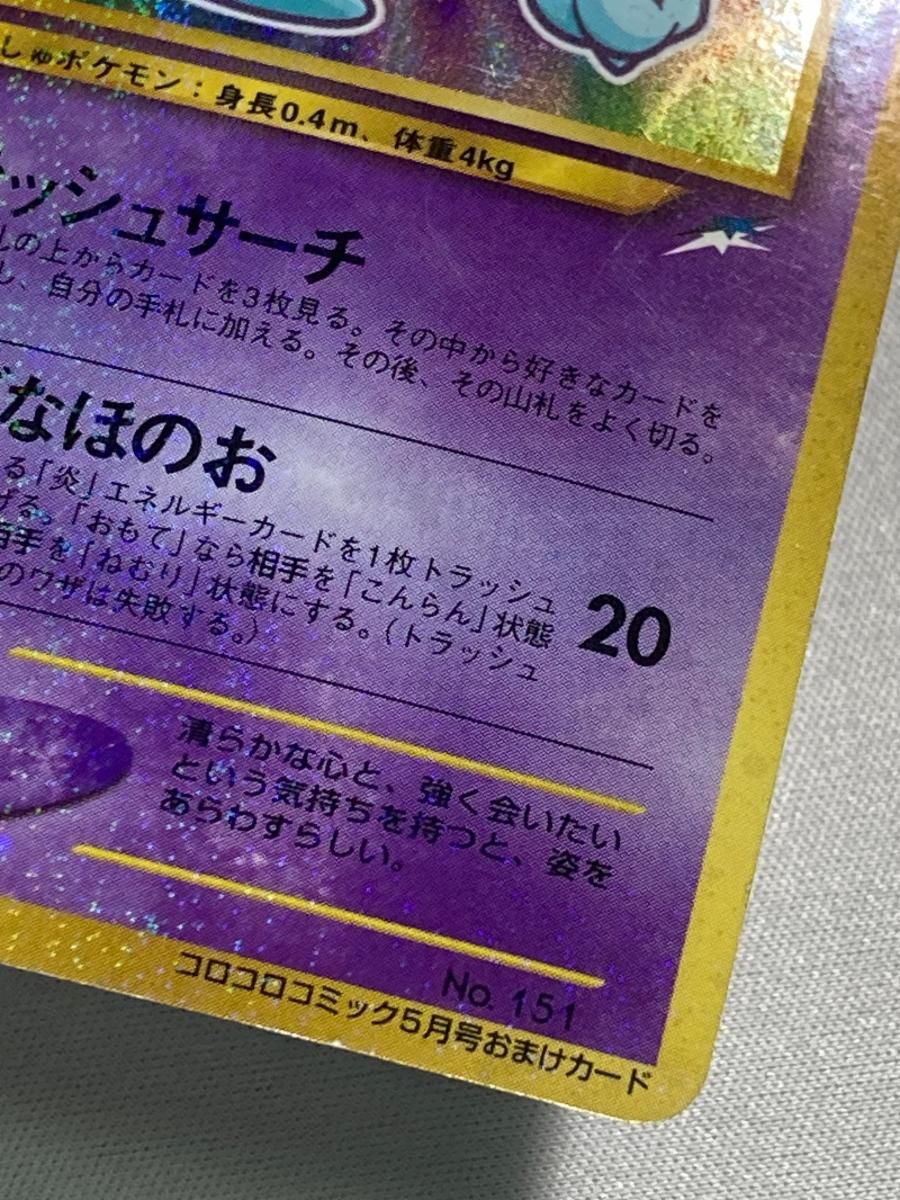 しゅポケモン：身長0.4m、体重4kg
ッシュサーチ
の上からカードを3枚見る。その中から好きなカードを
し、自分の手札に加える。その後、その山札をよく切る。
なほのお
る「炎」エネルギーカードを1枚トラッシュ
げる。「おもて」なら相手を「こんらん」状態
相手を「ねむり」状態にする。（トラッシュ
のワザは失敗する。）
20
清らかな心と、強く会いたい
という気持ちを持つと、姿を
あらわすらしい。
No. 151
コロコロコミック5月号おまけカード